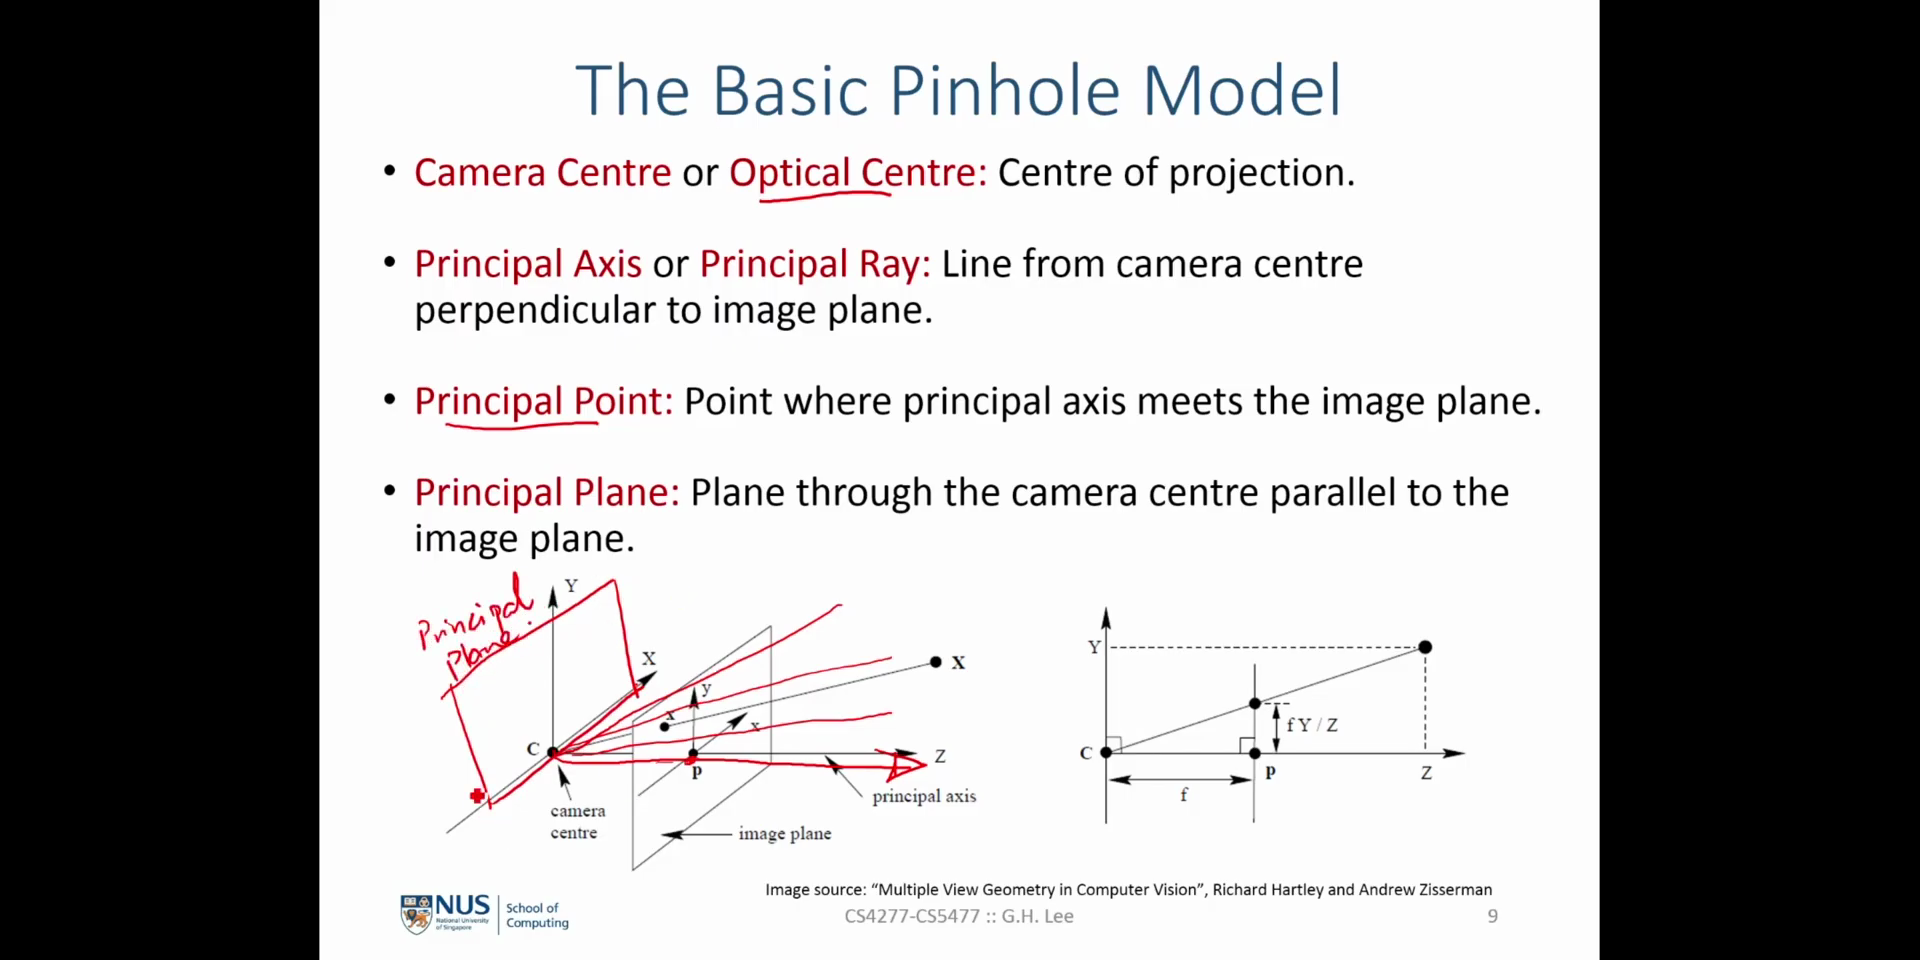 The Basic Pinhole Model
• Camera Centre or Optical Centre: Centre of projection.
• Principal Axis or Principal Ray: Line from camera centre
perpendicular to image plane.
• Principal Point: Point where principal axis meets the image plane.
• Principal Plane: Plane through the camera centre parallel to the
image plane.
Principal
Plane.
Y
X
C
camera
centre
x
y
x
p
X
Z
principal axis
image plane
Y
C
f Y / Z
p
Z
f
Image source: “Multiple View Geometry in Computer Vision”, Richard Hartley and Andrew Zisserman
NUS
National University
of Singapore
School of
Computing
CS4277-CS5477 :: G.H. Lee
9